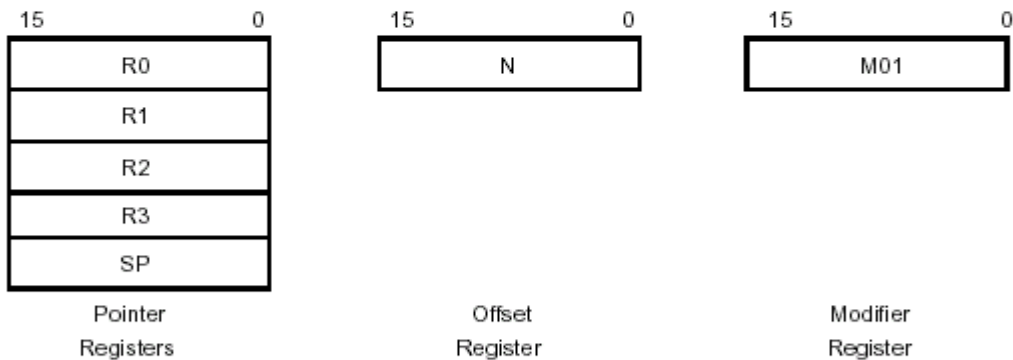 15 0 15 0 15 0
R0 N M01
R1
R2
R3
SP
Pointer Offset Modifier
Registers Register Register